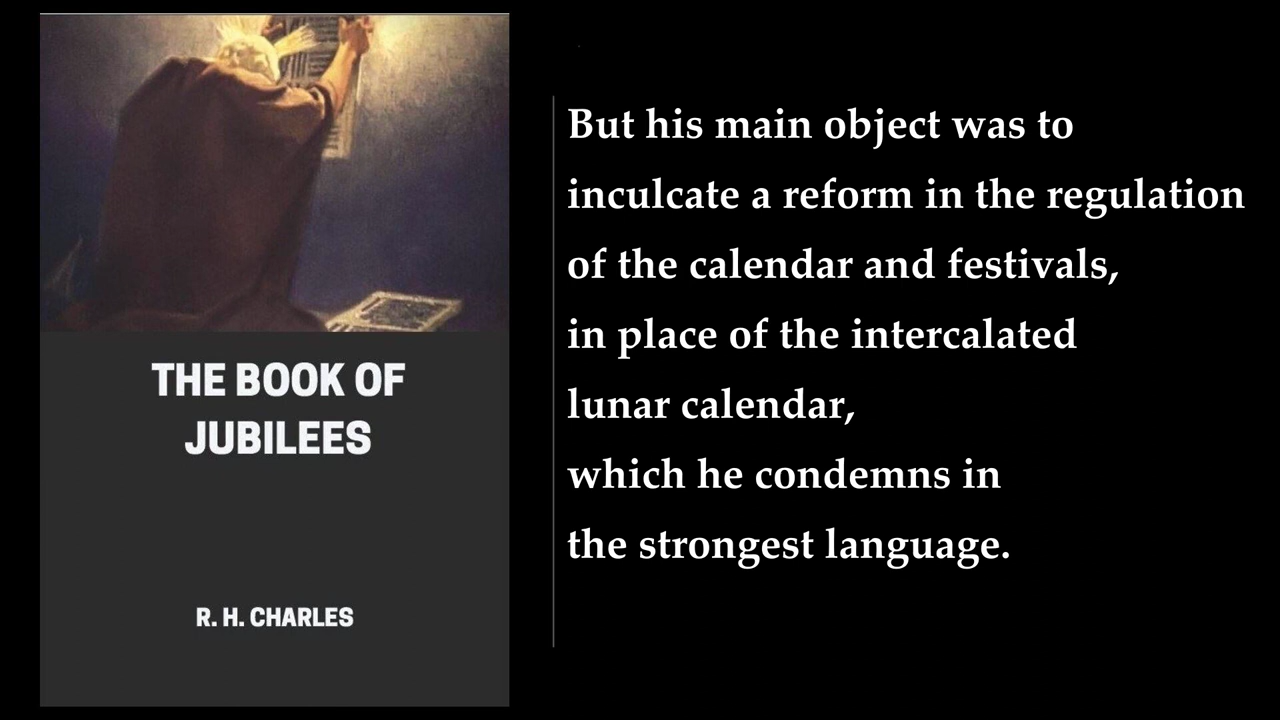 THE BOOK OF
JUBILEES
R. H. CHARLES
But his main object was to
inculcate a reform in the regulation
of the calendar and festivals,
in place of the intercalated
lunar calendar,
which he condemns in
the strongest language.